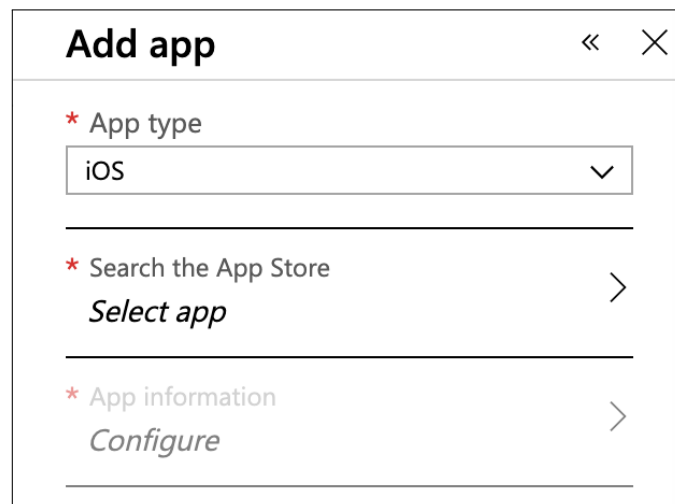 Add app
* App type
iOS
* Search the App Store
Select app
* App information
Configure